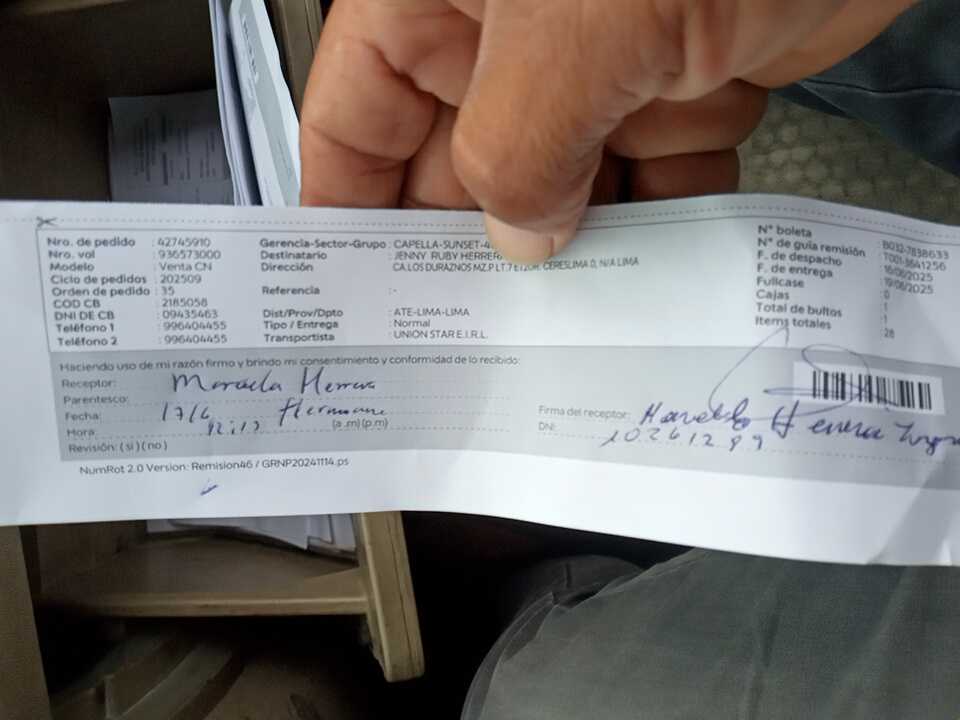 Nro. de pedido : 42745910
Nro. vol : 936573000
Modelo : Venta CN
Ciclo de pedidos : 202509
Orden de pedido : 35
COD CB : 2185058
DNI DE CB : 09435463
Teléfono 1 : 996404455
Teléfono 2 : 996404455
Gerencia-Sector-Grupo : CAPELLA-SUNSET-4
Destinatario : JENNY RUBY HERRER
Dirección CA.LOS DURAZNOS MZ.P LT.7 CERESLIMA 0, N/A LIMA
Referencia :-
Dist/Prov/Dpto : ATE-LIMA-LIMA
Tipo / Entrega : Normal
Transportista : UNION STAR E.I.R.L.
N° boleta : B032-7838633
N° de guía remisión : T001-3641256
F. de despacho : 16/06/2025
F. de entrega : 19/06/2025
Fullcase : 0
Cajas : 1
Total de bultos : 1
Items totales 28
Haciendo uso de mi razón firmo y brindo mi consentimiento y conformidad de lo recibido:
Receptor: Marcela Herrera
Parentesco: Hermana
Fecha: 17/6
Hora: 12:12 (a .m) (p.m)
Revisión: ( si ) ( no )
Firma del receptor: Herrera
DNI: 10261299
NumRot 2.0 Version: Remision46 / GRNP20241114.ps